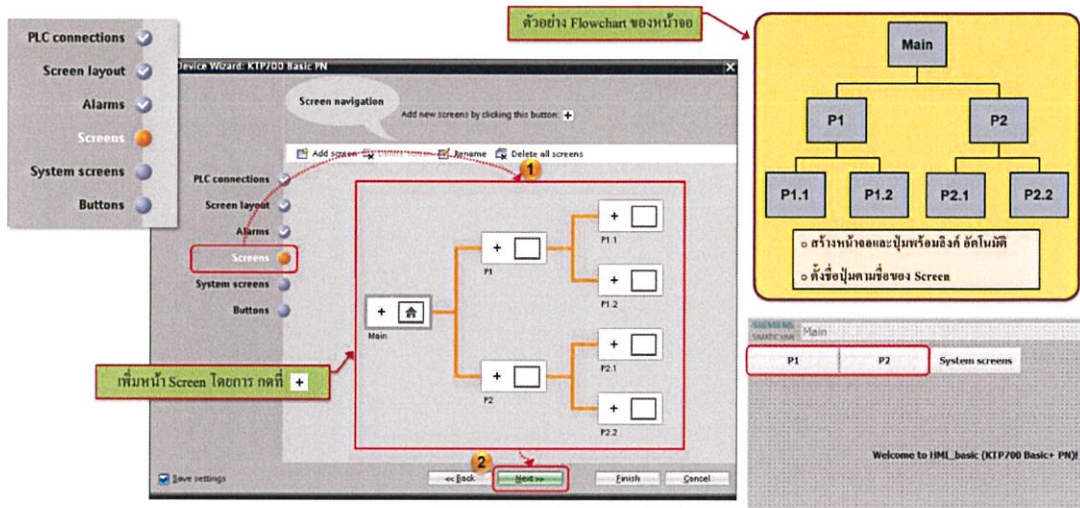 PLC connections
Screen layout
Alarms
Screens
System screens
Buttons
ตัวอย่าง Flowchart ของหน้าจอ
Device Wizard: KTP700 Basic PN
Screen navigation
Add new screens by clicking this button: +
Add screen Delete screen Rename Delete all screens
1
PLC connections
Screen layout
Alarms
Screens
System screens
Buttons
+
Main
+
P1
+
P2
+
P1.1
+
P1.2
+
P2.1
+
P2.2
เพิ่มหน้า Screen โดยการ กดที่ +
2
Save settings
<< Back Next >> Finish Cancel
Main
P1 P2
P1.1 P1.2 P2.1 P2.2
สร้างหน้าจอและปุ่มพร้อมลิงค์ อัตโนมัติ
ตั้งชื่อปุ่มตามชื่อของ Screen
SIEMENS
SIMATIC HMI
Main
P1 P2 System screens
Welcome to HMI_basic (KTP700 Basic+ PN)!